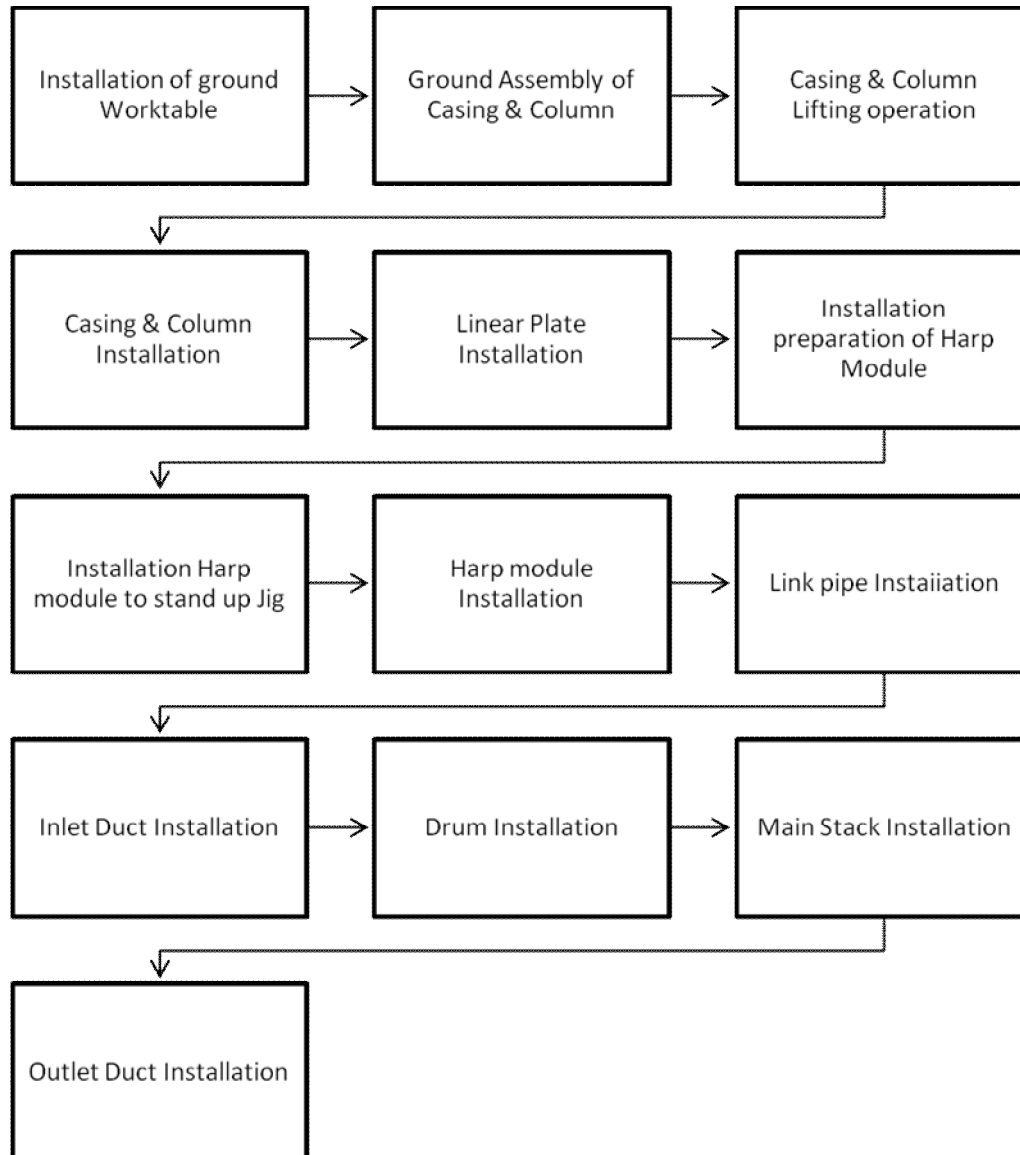 Installation of ground
Worktable
Ground Assembly of
Casing & Column
Casing & Column
Lifting operation
Casing & Column
Installation
Linear Plate
Installation
Installation
preparation of Harp
Module
Installation Harp
module to stand up Jig
Harp module
Installation
Link pipe Instaiiation
Inlet Duct Installation
Drum Installation
Main Stack Installation
Outlet Duct Installation